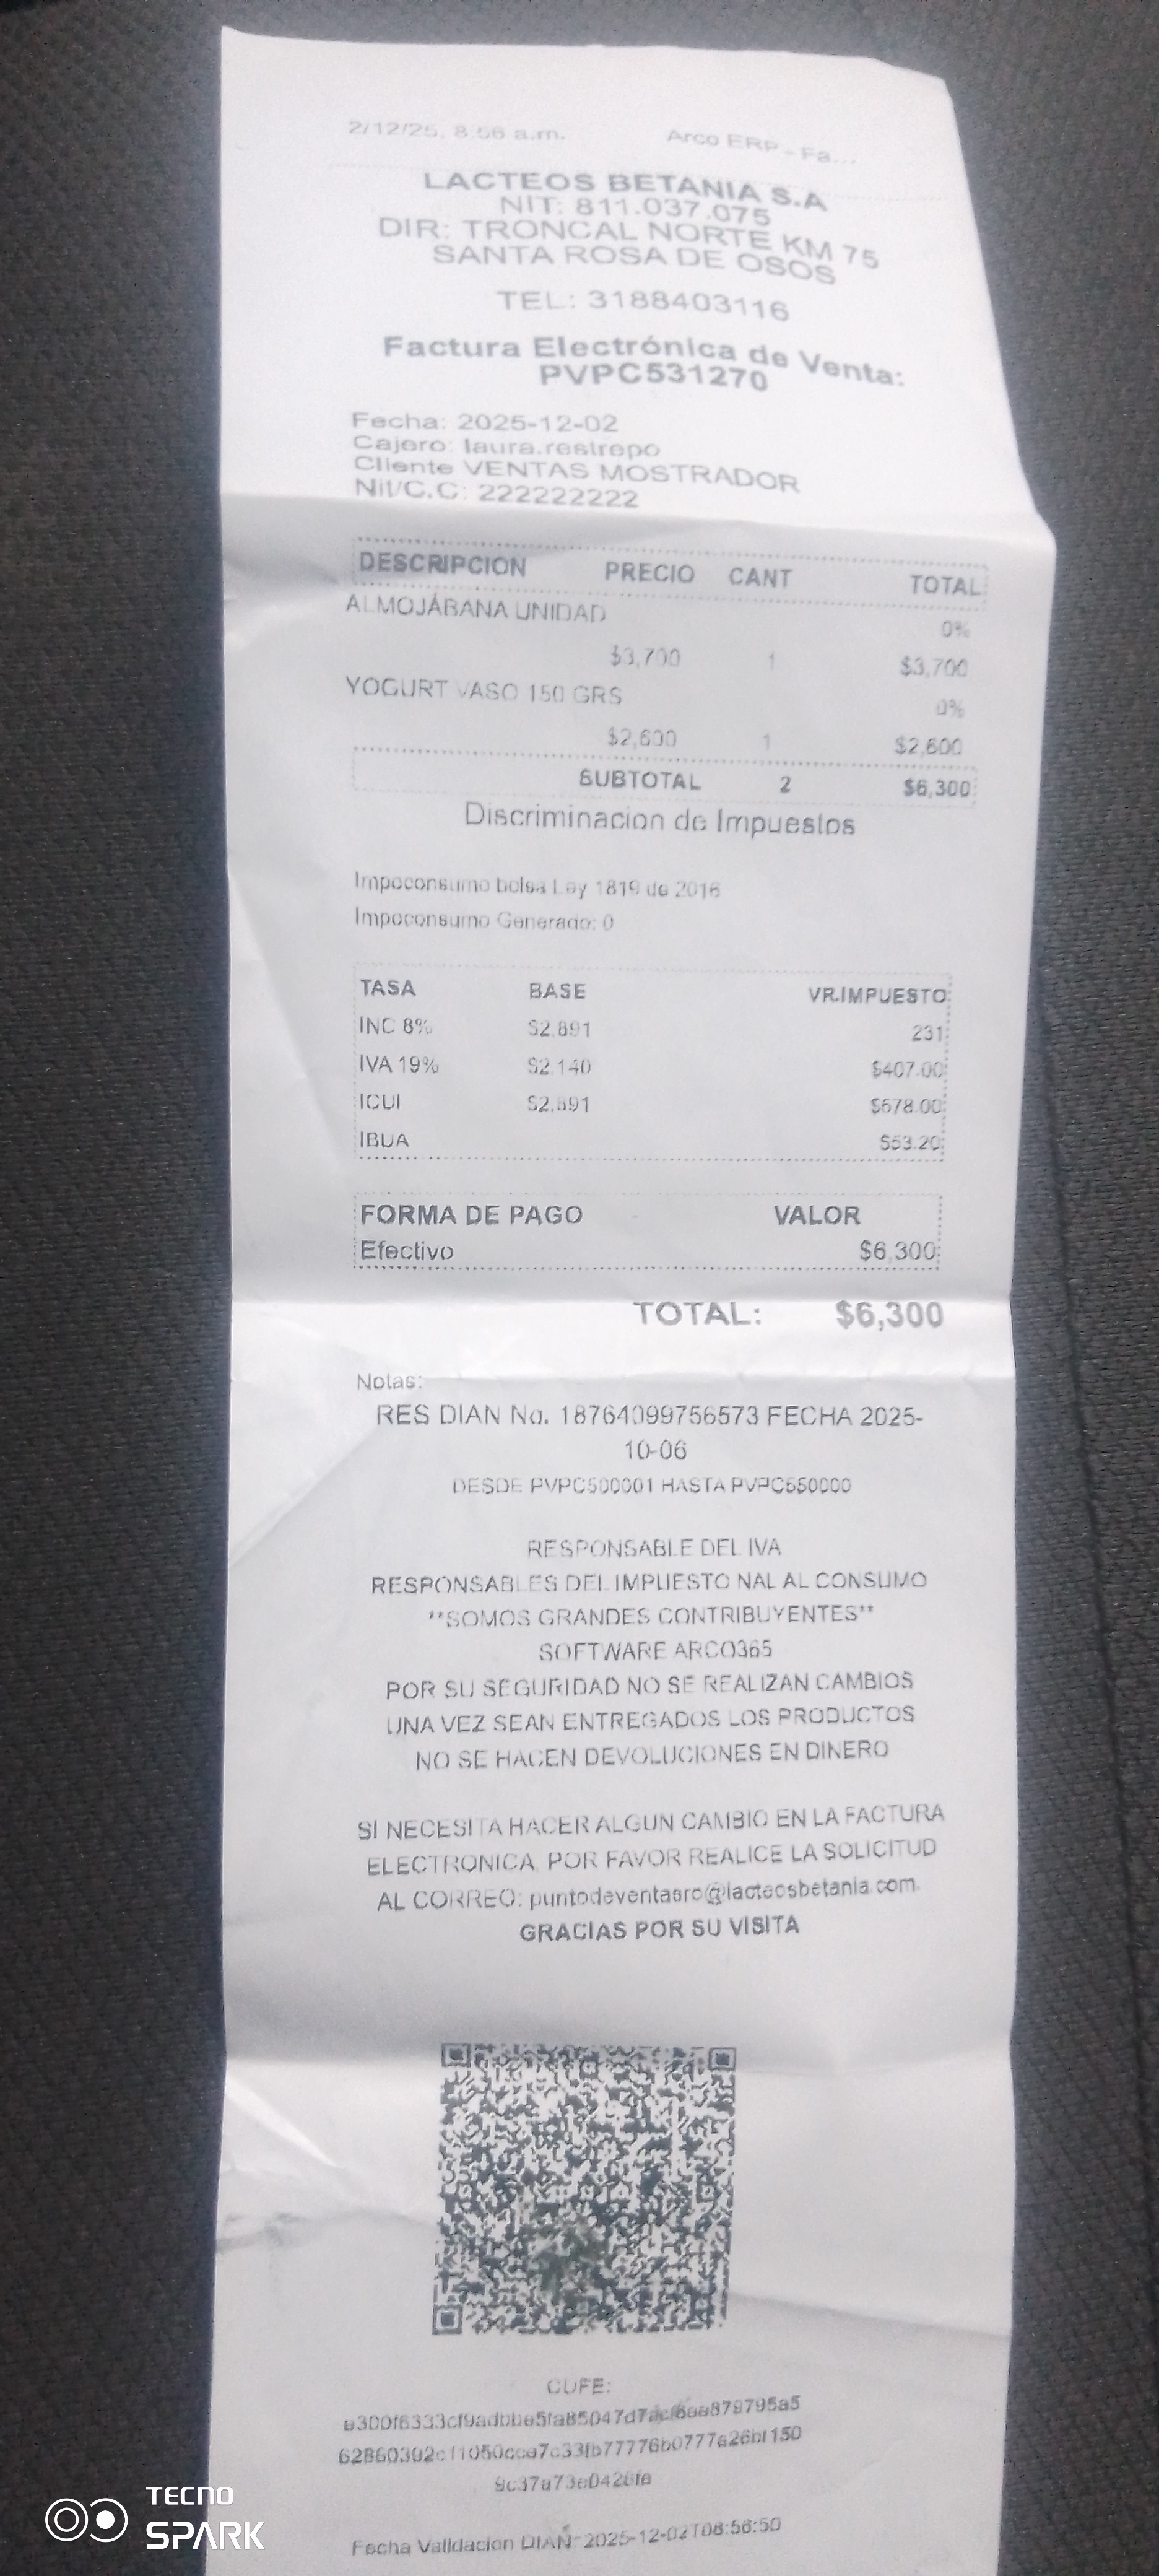 2/12/25, 8:56 a.m. Arco ERP - Fa...
LACTEOS BETANIA S.A
NIT: 811.037.075
DIR: TRONCAL NORTE KM 75
SANTA ROSA DE OSOS
TEL: 3188403116
Factura Electrónica de Venta:
PVPC531270
Fecha: 2025-12-02
Cajero: laura.restrepo
Cliente VENTAS MOSTRADOR
Nit/C.C: 222222222
DESCRIPCION PRECIO CANT TOTAL
ALMOJÁBANA UNIDAD
0%
$3,700 1 $3,700
YOGURT VASO 150 GRS
0%
$2,600 1 $2,600
SUBTOTAL 2 $6,300
Discriminacion de Impuestos
Impoconsumo bolsa Ley 1819 de 2016
Impoconsumo Generado: 0
TASA BASE VR.IMPUESTO
INC 8% $2,891 231
IVA 19% $2,140 $407.00
ICUI $2,891 $578.00
IBUA $53.20
FORMA DE PAGO VALOR
Efectivo $6,300
TOTAL: $6,300
Notas:
RES DIAN No. 18764099756573 FECHA 2025-
10-06
DESDE PVPC500001 HASTA PVPC550000
RESPONSABLE DEL IVA
RESPONSABLES DEL IMPUESTO NAL AL CONSUMO
**SOMOS GRANDES CONTRIBUYENTES**
SOFTWARE ARCO365
POR SU SEGURIDAD NO SE REALIZAN CAMBIOS
UNA VEZ SEAN ENTREGADOS LOS PRODUCTOS
NO SE HACEN DEVOLUCIONES EN DINERO
SI NECESITA HACER ALGUN CAMBIO EN LA FACTURA
ELECTRONICA, POR FAVOR REALICE LA SOLICITUD
AL CORREO: puntodeventasro@lacteosbetania.com.
GRACIAS POR SU VISITA
CUFE:
Fecha Validacion DIAN: 2025-12-02T08:56:50
TECNO
SPARK